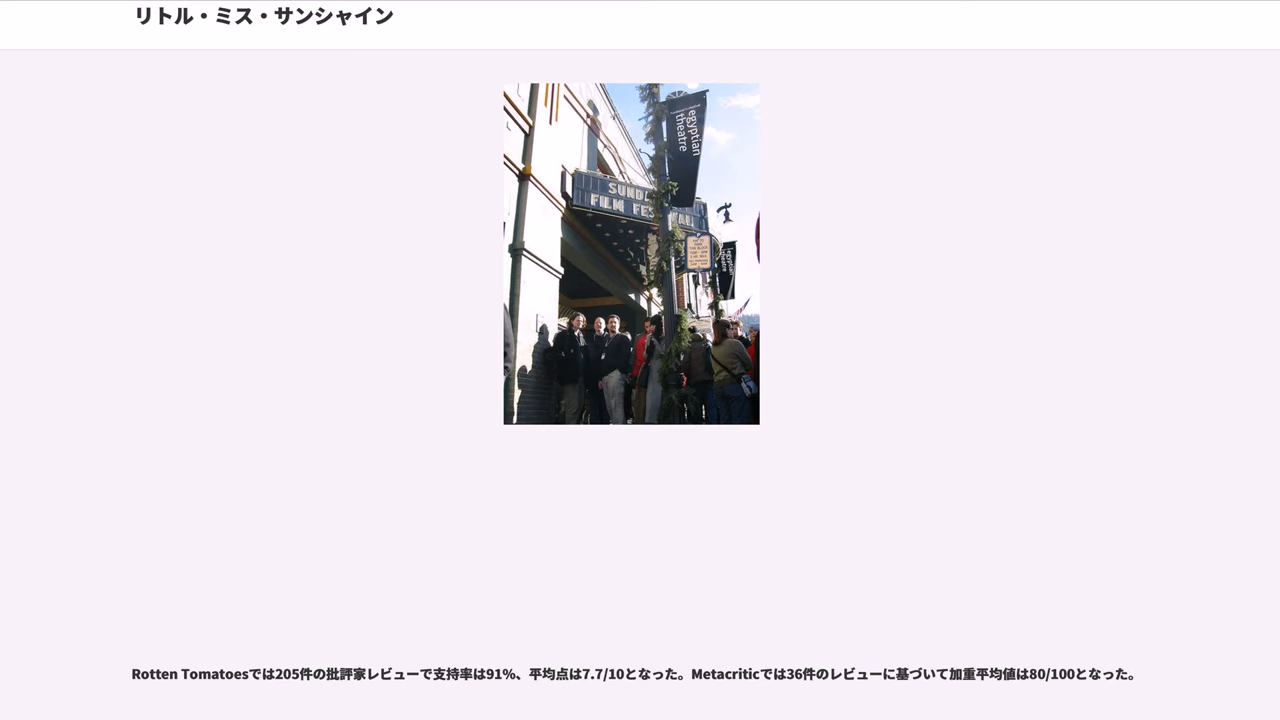 リトル・ミス・サンシャイン
egyptian
theatre
SUND
FILM FES VAL
egyptian
theatre
Rotten Tomatoesでは205件の批評家レビューで支持率は91%、平均点は7.7/10となった。Metacriticでは36件のレビューに基づいて加重平均値は80/100となった。